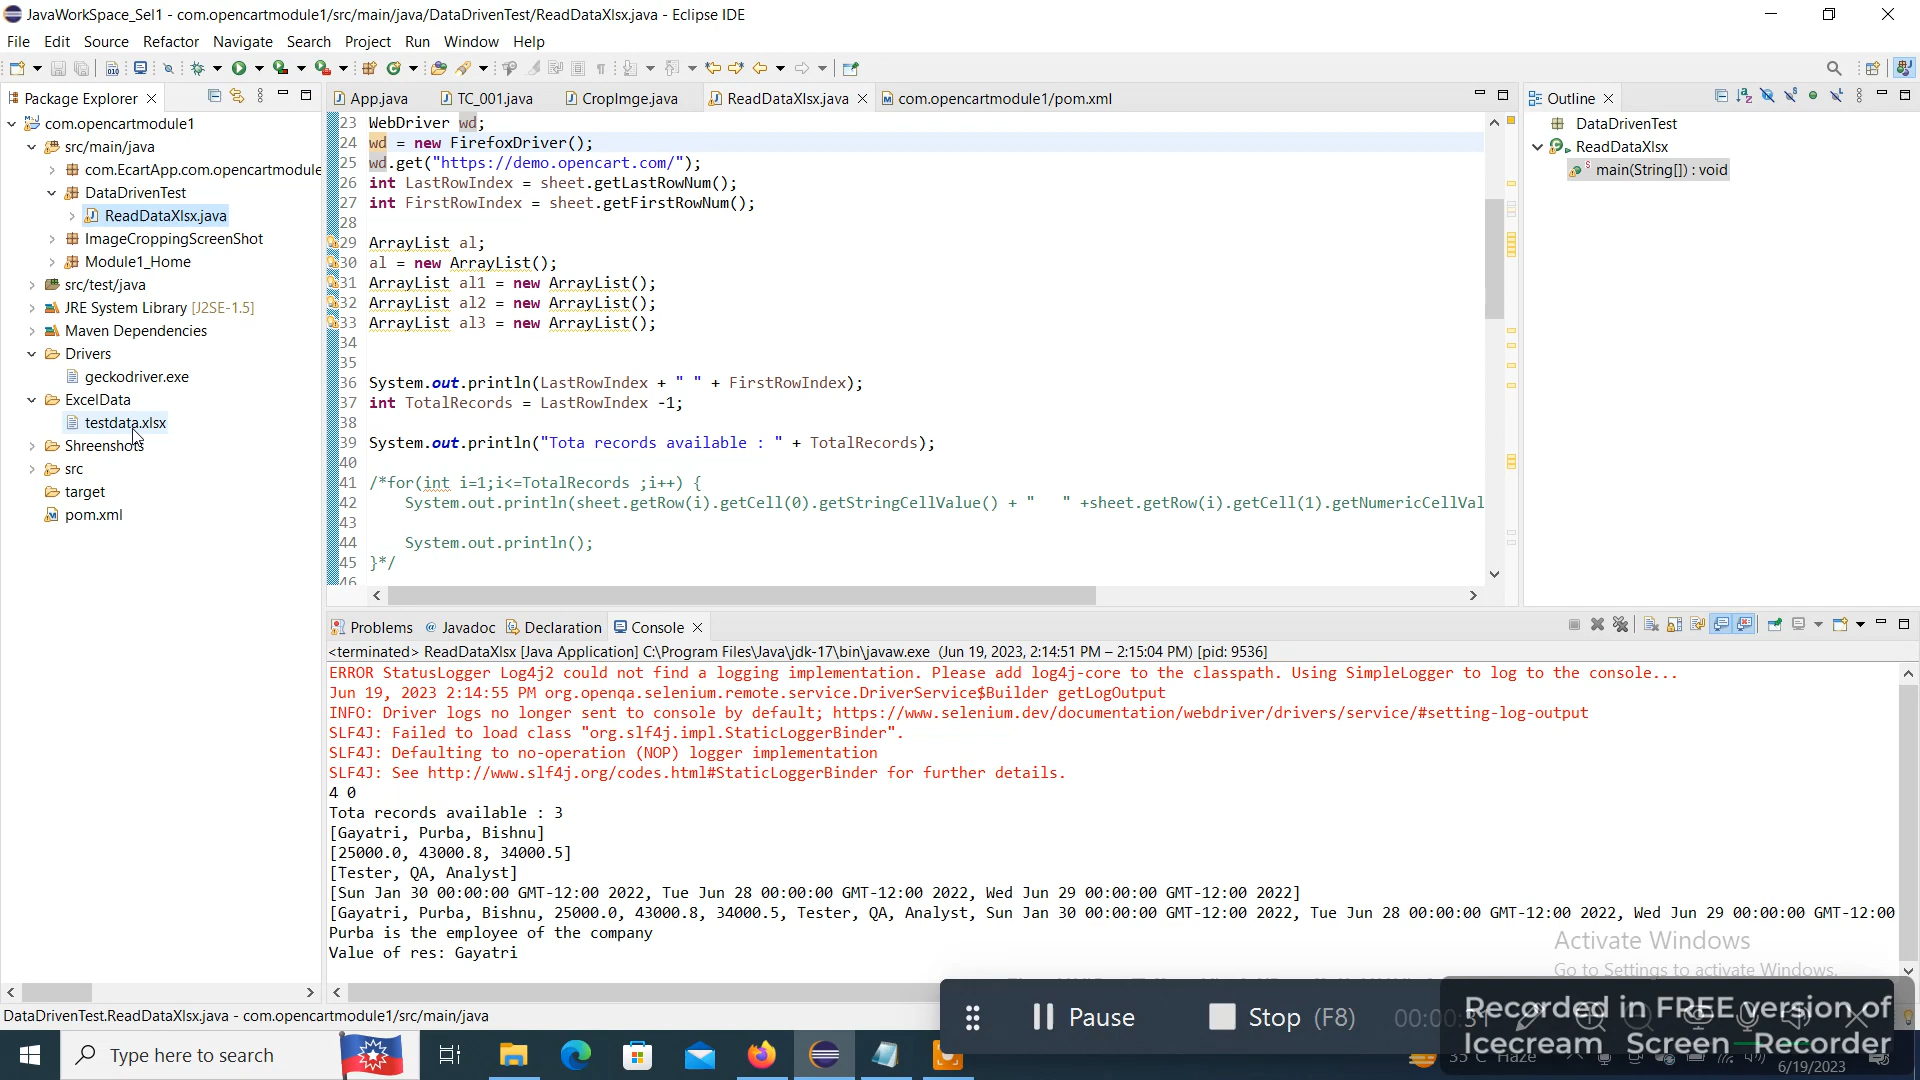 JavaWorkSpace_Sel1 - com.opencartmodule1/src/main/java/DataDrivenTest/ReadDataXlsx.java - Eclipse IDE
File Edit Source Refactor Navigate Search Project Run Window Help
Package Explorer
App.java TC_001.java CropImge.java ReadDataXlsx.java com.opencartmodule1/pom.xml
Outline
com.opencartmodule1
src/main/java
com.EcartApp.com.opencartmodule
DataDrivenTest
ReadDataXlsx.java
ImageCroppingScreenShot
Module1_Home
src/test/java
JRE System Library [J2SE-1.5]
Maven Dependencies
Drivers
geckodriver.exe
ExcelData
testdata.xlsx
Shreenshots
src
target
pom.xml
23 WebDriver wd;
24 wd = new FirefoxDriver();
25 wd.get("https://demo.opencart.com/");
26 int LastRowIndex = sheet.getLastRowNum();
27 int FirstRowIndex = sheet.getFirstRowNum();
28
29 ArrayList al;
30 al = new ArrayList();
31 ArrayList al1 = new ArrayList();
32 ArrayList al2 = new ArrayList();
33 ArrayList al3 = new ArrayList();
34
35
36 System.out.println(LastRowIndex + " " + FirstRowIndex);
37 int TotalRecords = LastRowIndex -1;
38
39 System.out.println("Tota records available : " + TotalRecords);
40
41 /*for(int i=1;i<=TotalRecords ;i++) {
42 System.out.println(sheet.getRow(i).getCell(0).getStringCellValue() + "   " +sheet.getRow(i).getCell(1).getNumericCellVal
43
44 System.out.println();
45 }*/
46
DataDrivenTest
ReadDataXlsx
main(String[]) : void
Problems Javadoc Declaration Console
<terminated> ReadDataXlsx [Java Application] C:\Program Files\Java\jdk-17\bin\javaw.exe (Jun 19, 2023, 2:14:51 PM – 2:15:04 PM) [pid: 9536]
ERROR StatusLogger Log4j2 could not find a logging implementation. Please add log4j-core to the classpath. Using SimpleLogger to log to the console...
Jun 19, 2023 2:14:55 PM org.openqa.selenium.remote.service.DriverService$Builder getLogOutput
INFO: Driver logs no longer sent to console by default; https://www.selenium.dev/documentation/webdriver/drivers/service/#setting-log-output
SLF4J: Failed to load class "org.slf4j.impl.StaticLoggerBinder".
SLF4J: Defaulting to no-operation (NOP) logger implementation
SLF4J: See http://www.slf4j.org/codes.html#StaticLoggerBinder for further details.
4 0
Tota records available : 3
[Gayatri, Purba, Bishnu]
[25000.0, 43000.8, 34000.5]
[Tester, QA, Analyst]
[Sun Jan 30 00:00:00 GMT-12:00 2022, Tue Jun 28 00:00:00 GMT-12:00 2022, Wed Jun 29 00:00:00 GMT-12:00 2022]
[Gayatri, Purba, Bishnu, 25000.0, 43000.8, 34000.5, Tester, QA, Analyst, Sun Jan 30 00:00:00 GMT-12:00 2022, Tue Jun 28 00:00:00 GMT-12:00 2022, Wed Jun 29 00:00:00 GMT-12:00
Purba is the employee of the company
Value of res: Gayatri
Activate Windows
Go to Settings to activate Windows.
DataDrivenTest.ReadDataXlsx.java - com.opencartmodule1/src/main/java
Pause Stop (F8)
Recorded in FREE version of
Icecream Screen Recorder
Type here to search
35°C Haze
6/19/2023